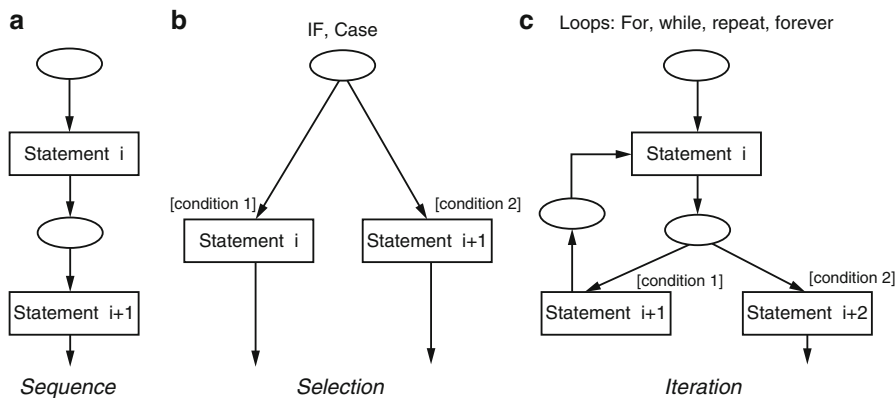 a
Statement i
Statement i+1
Sequence
b
IF, Case
[condition 1]
[condition 2]
Statement i
Statement i+1
Selection
c
Loops: For, while, repeat, forever
Statement i
[condition 1]
[condition 2]
Statement i+1
Statement i+2
Iteration